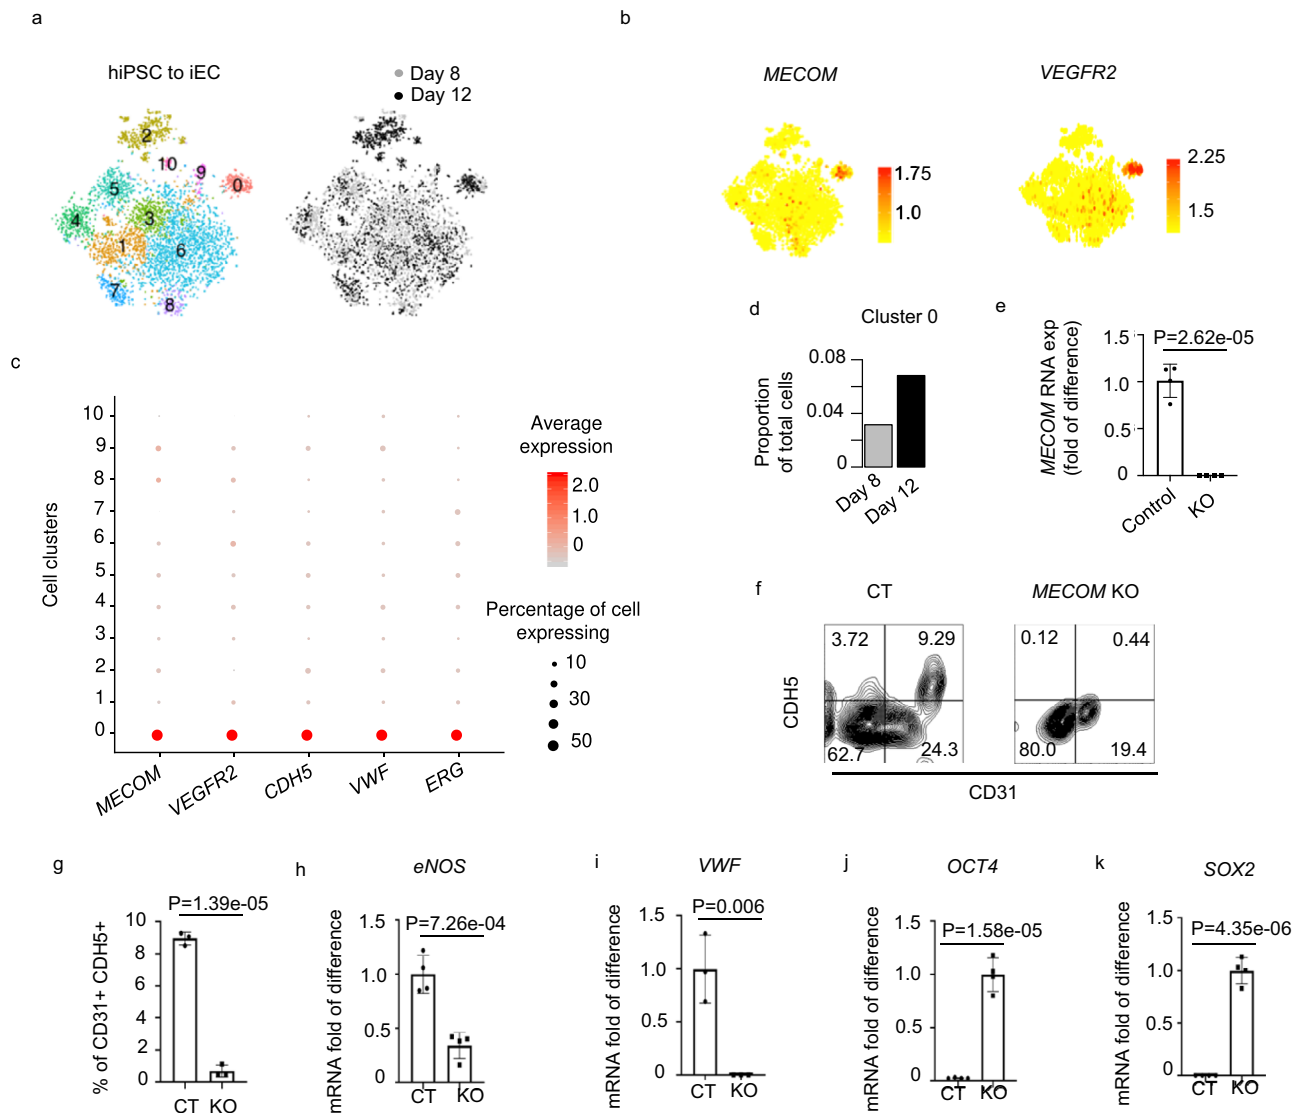 a
hiPSC to iEC
Day 8
Day 12
2
10
9
0
5
4
3
1
6
7
8
b
MECOM
VEGFR2
1.75
1.0
2.25
1.5
c
Cell clusters
10
9
8
7
6
5
4
3
2
1
0
MECOM
VEGFR2
CDH5
VWF
ERG
Average
expression
2.0
1.0
0
Percentage of cell
expressing
10
30
50
d
Cluster 0
Proportion
of total cells
0.08
0.04
0
Day 8
Day 12
e
MECOM RNA exp
(fold of difference)
1.5
1.0
0.5
0
P=2.62e-05
Control
KO
f
CT
MECOM KO
3.72
9.29
62.7
24.3
0.12
0.44
80.0
19.4
CDH5
CD31
g
% of CD31+ CDH5+
10
8
6
4
2
0
P=1.39e-05
CT
KO
h
eNOS
mRNA fold of difference
1.5
1.0
0.5
0
P=7.26e-04
CT
KO
i
VWF
mRNA fold of difference
1.5
1.0
0.5
0
P=0.006
CT
KO
j
OCT4
mRNA fold of difference
1.5
1.0
0.5
0
P=1.58e-05
CT
KO
k
SOX2
mRNA fold of difference
1.5
1.0
0.5
0
P=4.35e-06
CT
KO